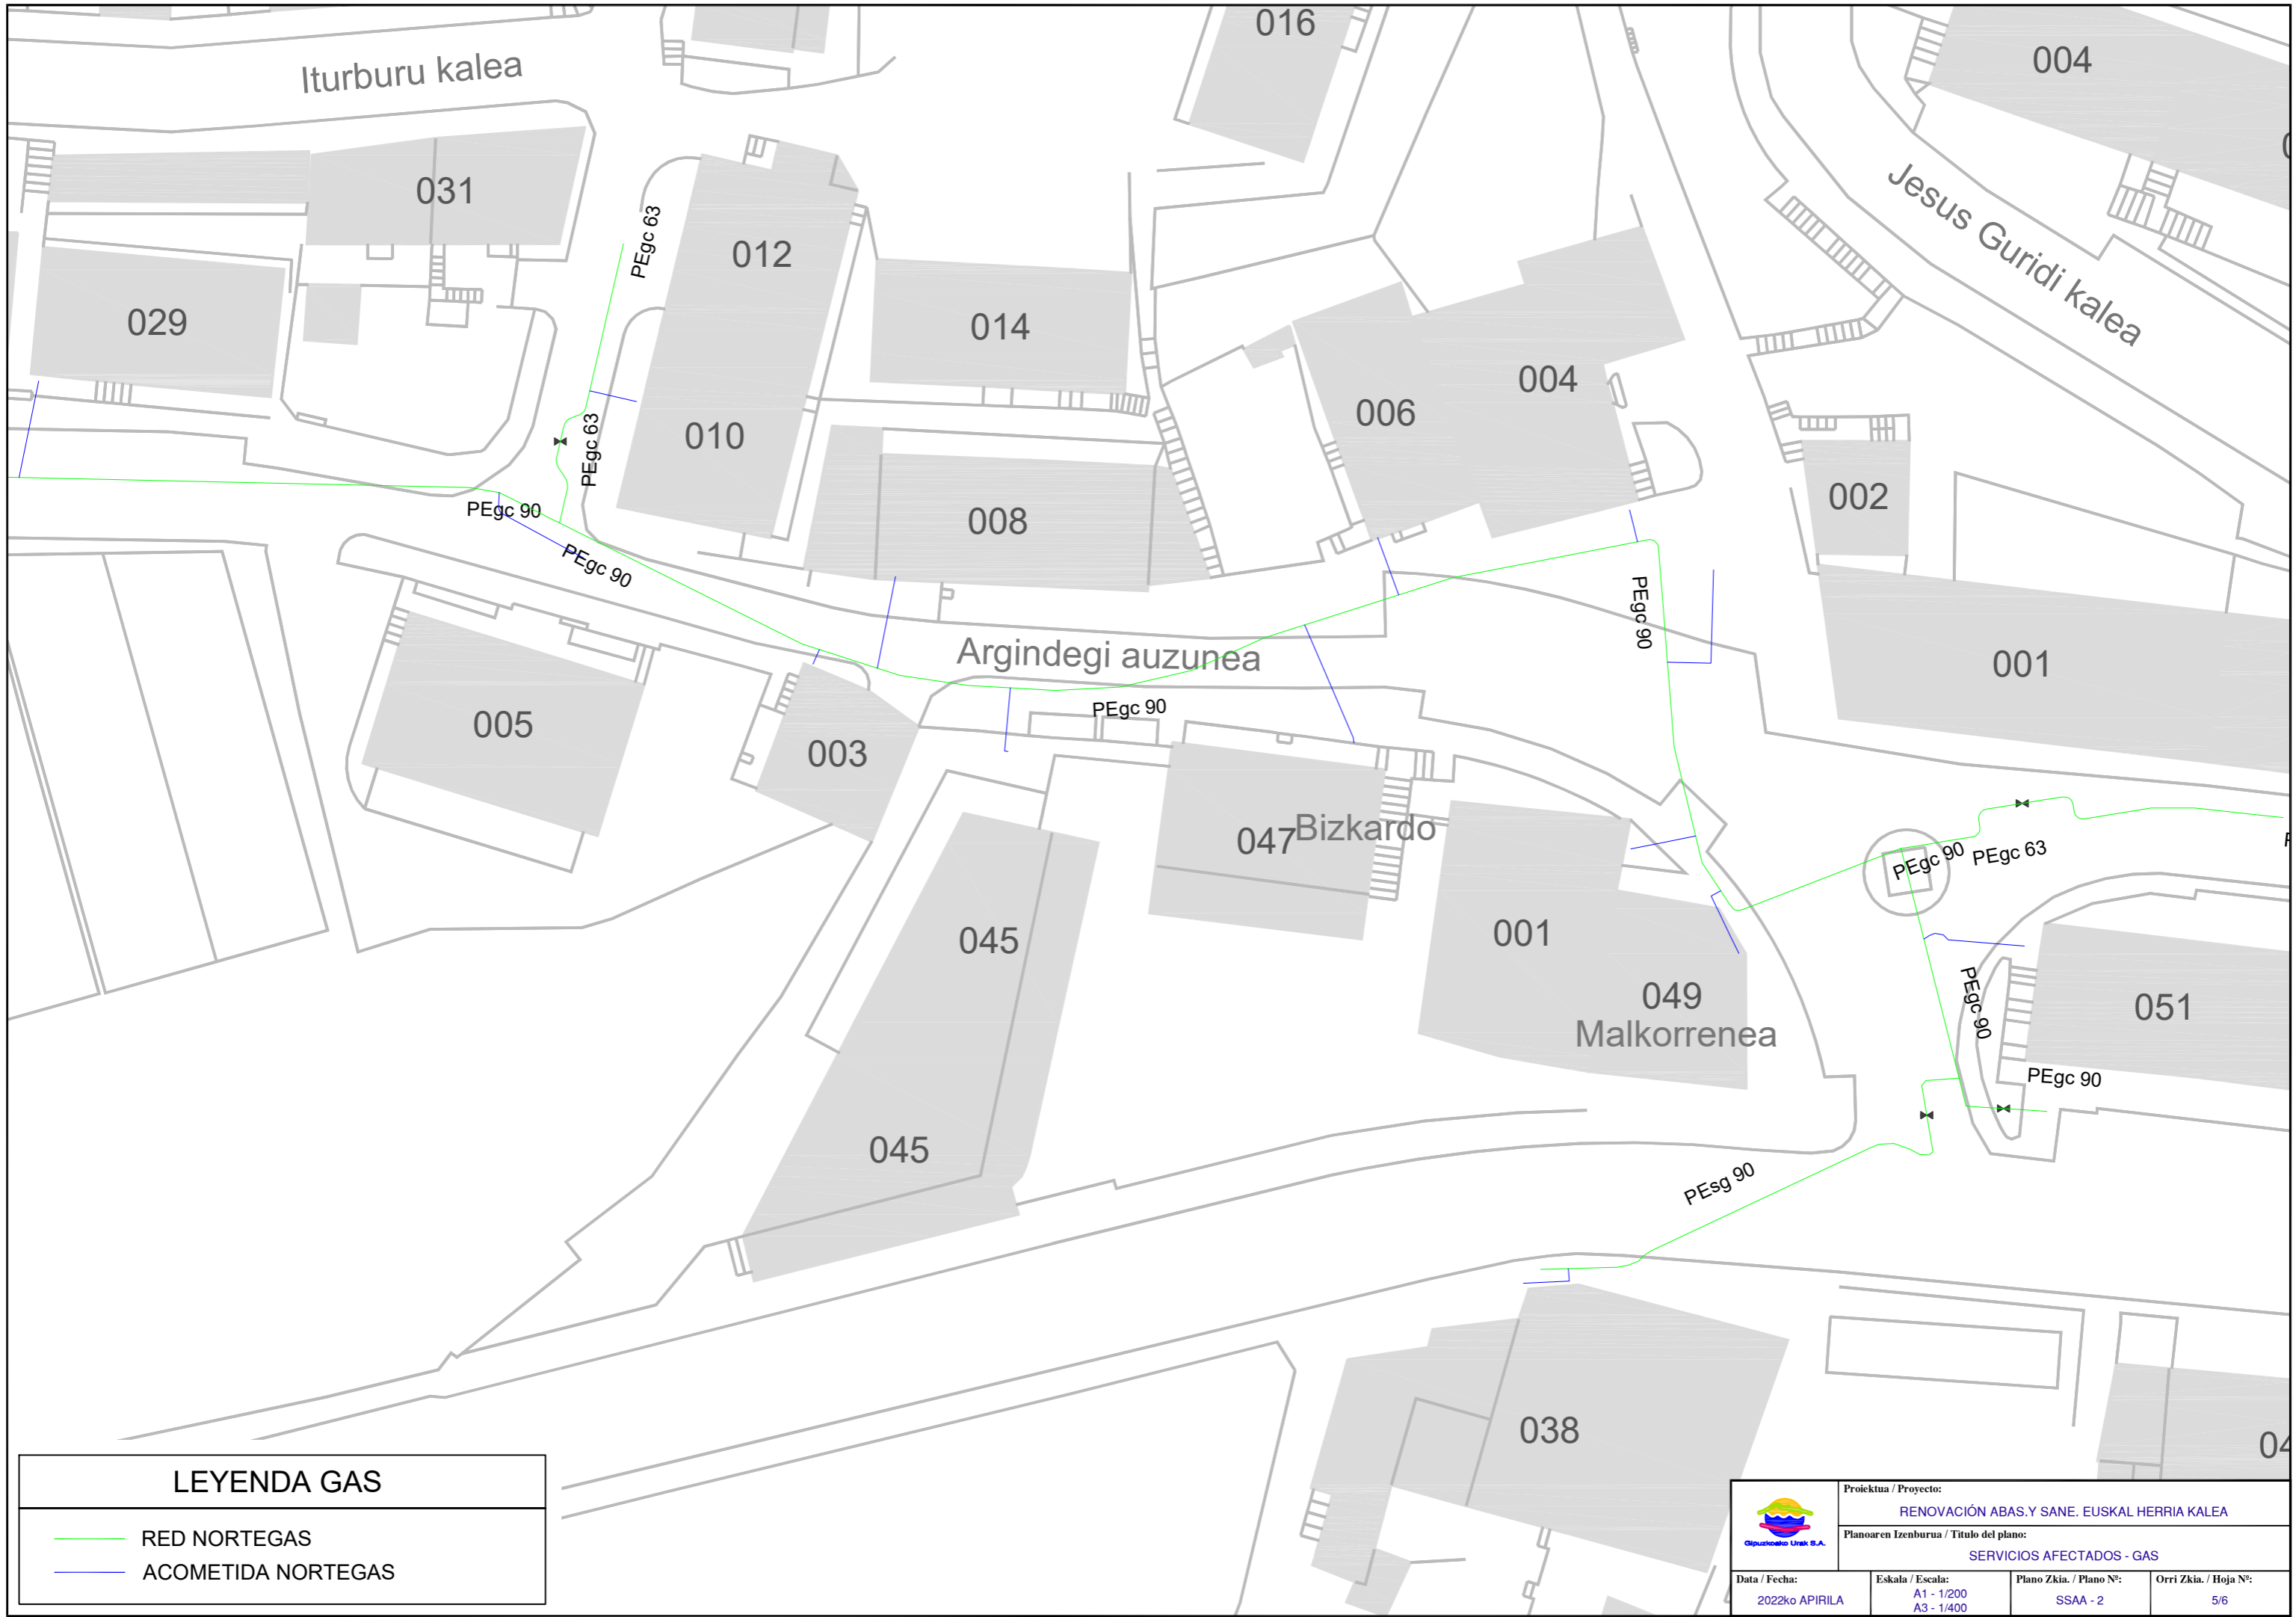 016
004
Iturburu kalea
031
012
PEgc 63
Jesus Guridi kalea
029
014
004
006
010
PEgc 63
002
PEgc 90
008
PEgc 90
PEgc 90
Argindegi auzunea
001
005
PEgc 90
003
047
Bizkardo
PEgc 90
PEgc 63
045
001
049
Malkorrenea
PEgc 90
051
PEgc 90
045
PEsg 90
038
04
LEYENDA GAS
RED NORTEGAS
ACOMETIDA NORTEGAS
Gipuzkoako Urak S.A.
Proiektua / Proyecto:
RENOVACIÓN ABAS.Y SANE. EUSKAL HERRIA KALEA
Planoaren Izenburua / Titulo del plano:
SERVICIOS AFECTADOS - GAS
Data / Fecha:
2022ko APIRILA
Eskala / Escala:
A1 - 1/200
A3 - 1/400
Plano Zkia. / Plano Nº:
SSAA - 2
Orri Zkia. / Hoja Nº:
5/6